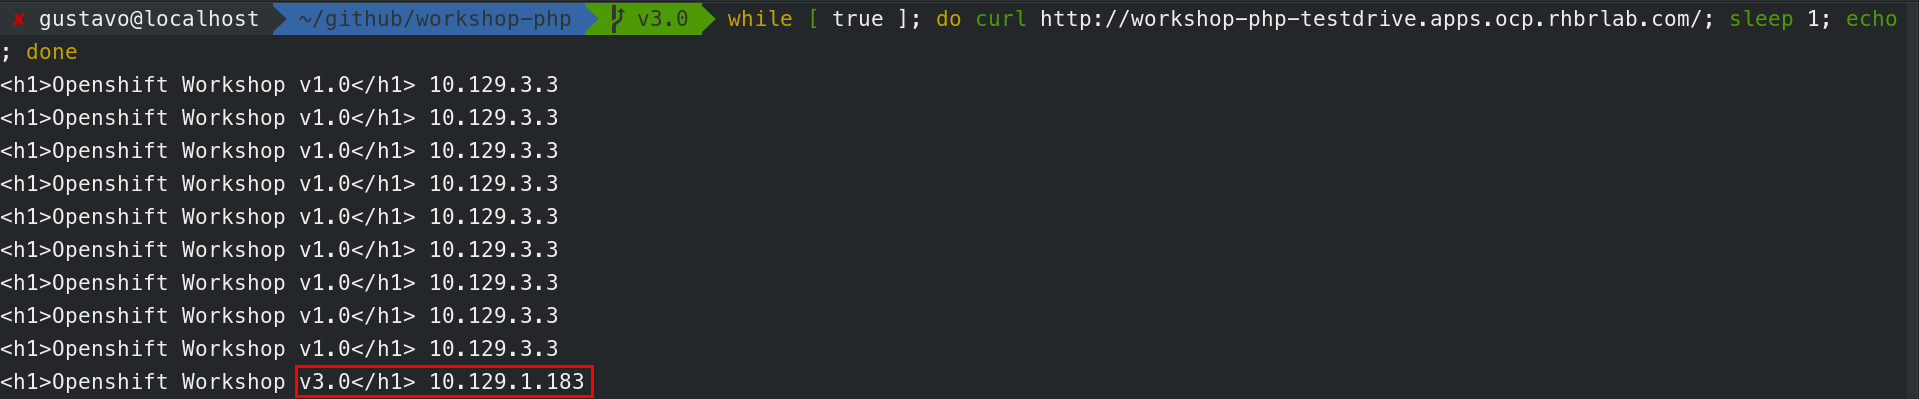 ✘ gustavo@localhost ~/github/workshop-php v3.0 while [ true ]; do curl http://workshop-php-testdrive.apps.ocp.rhbrlab.com/; sleep 1; echo
; done
<h1>Openshift Workshop v1.0</h1> 10.129.3.3
<h1>Openshift Workshop v1.0</h1> 10.129.3.3
<h1>Openshift Workshop v1.0</h1> 10.129.3.3
<h1>Openshift Workshop v1.0</h1> 10.129.3.3
<h1>Openshift Workshop v1.0</h1> 10.129.3.3
<h1>Openshift Workshop v1.0</h1> 10.129.3.3
<h1>Openshift Workshop v1.0</h1> 10.129.3.3
<h1>Openshift Workshop v1.0</h1> 10.129.3.3
<h1>Openshift Workshop v1.0</h1> 10.129.3.3
<h1>Openshift Workshop v3.0</h1> 10.129.1.183